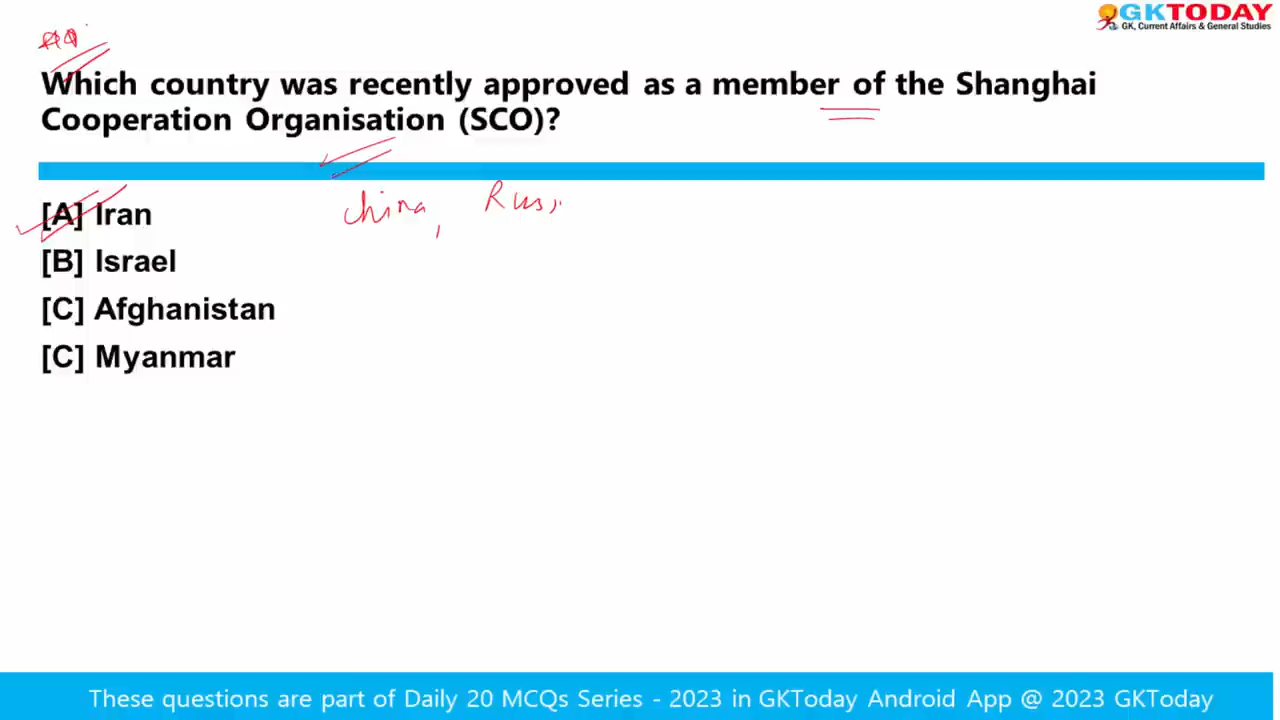 GKTODAY
GK, Current Affairs & General Studies
Which country was recently approved as a member of the Shanghai
Cooperation Organisation (SCO)?
[A] Iran
china, Russ
[B] Israel
[C] Afghanistan
[C] Myanmar
These questions are part of Daily 20 MCQs Series - 2023 in GKToday Android App @ 2023 GKToday